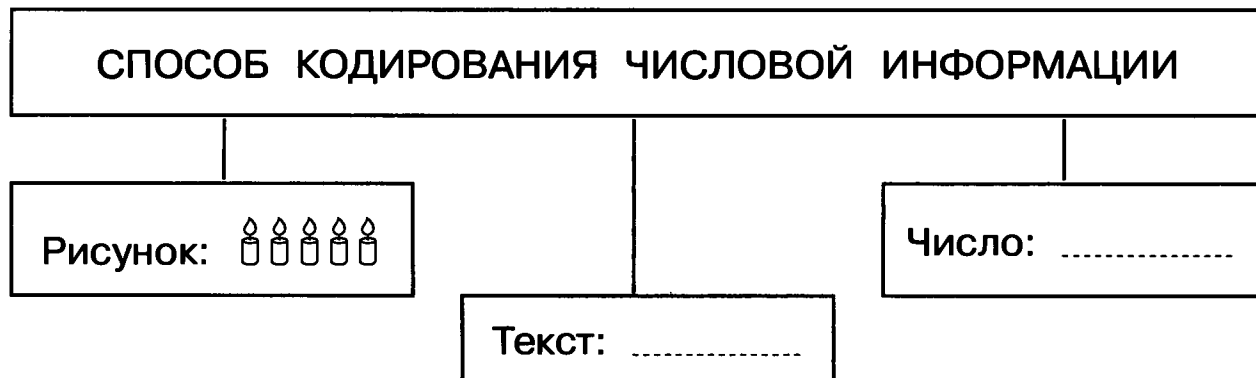 СПОСОБ КОДИРОВАНИЯ ЧИСЛОВОЙ ИНФОРМАЦИИ
Рисунок:
Число:
Текст: